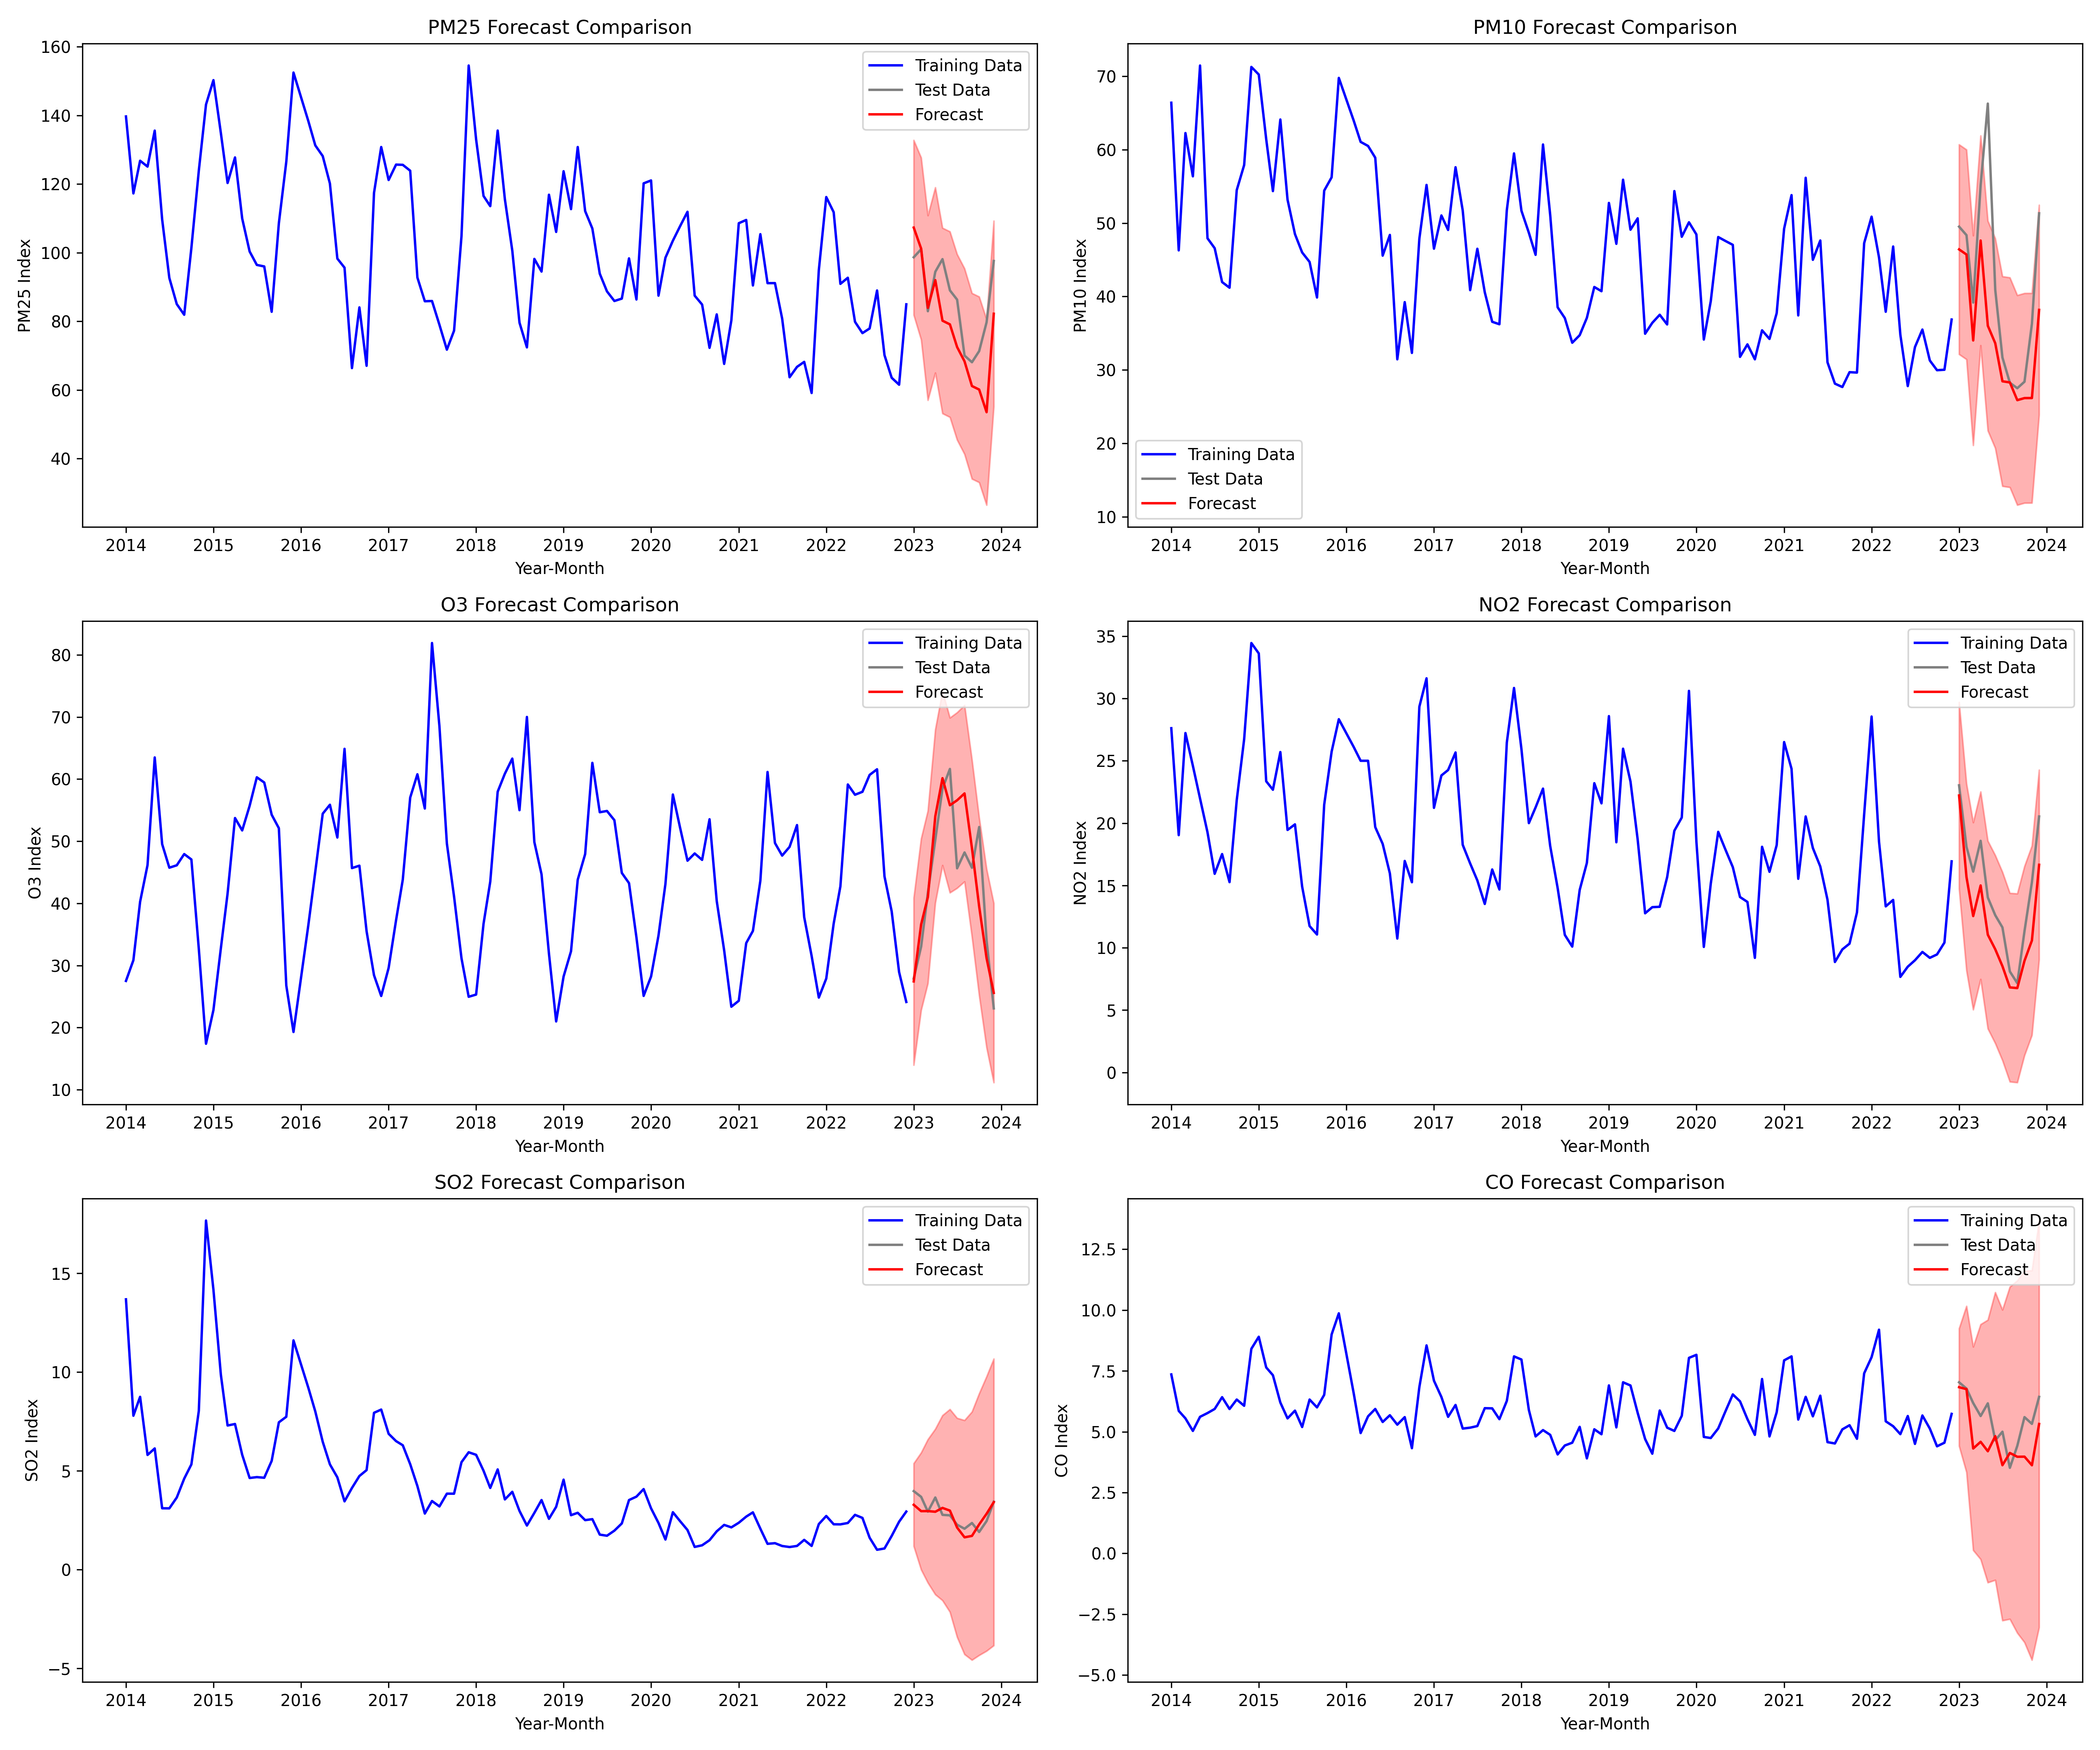 PM25 Forecast Comparison
160
140
120
100
80
60
40
PM25 Index
Training Data
Test Data
Forecast
2014 2015 2016 2017 2018 2019 2020 2021 2022 2023 2024
Year-Month
PM10 Forecast Comparison
70
60
50
40
30
20
10
PM10 Index
Training Data
Test Data
Forecast
2014 2015 2016 2017 2018 2019 2020 2021 2022 2023 2024
Year-Month
O3 Forecast Comparison
80
70
60
50
40
30
20
10
O3 Index
Training Data
Test Data
Forecast
2014 2015 2016 2017 2018 2019 2020 2021 2022 2023 2024
Year-Month
NO2 Forecast Comparison
35
30
25
20
15
10
5
0
NO2 Index
Training Data
Test Data
Forecast
2014 2015 2016 2017 2018 2019 2020 2021 2022 2023 2024
Year-Month
SO2 Forecast Comparison
15
10
5
0
−5
SO2 Index
Training Data
Test Data
Forecast
2014 2015 2016 2017 2018 2019 2020 2021 2022 2023 2024
Year-Month
CO Forecast Comparison
12.5
10.0
7.5
5.0
2.5
0.0
−2.5
−5.0
CO Index
Training Data
Test Data
Forecast
2014 2015 2016 2017 2018 2019 2020 2021 2022 2023 2024
Year-Month